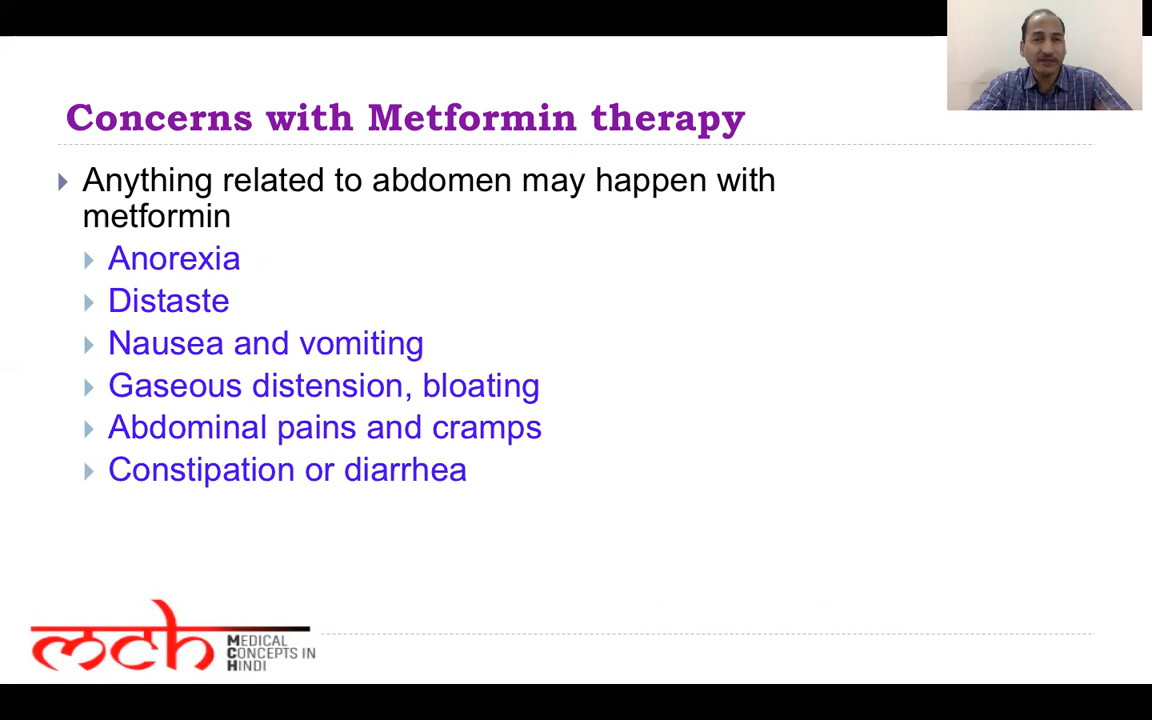 Concerns with Metformin therapy
Anything related to abdomen may happen with
metformin
Anorexia
Distaste
Nausea and vomiting
Gaseous distension, bloating
Abdominal pains and cramps
Constipation or diarrhea
mch
MEDICAL
CONCEPTS IN
HINDI